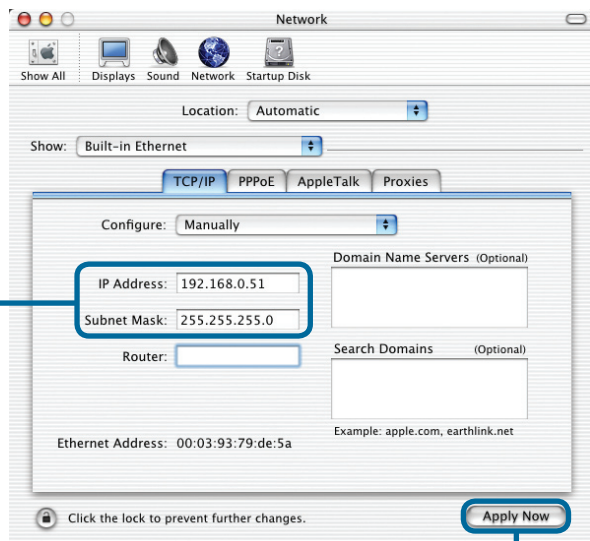 Network
Show All Displays Sound Network Startup Disk
Location: Automatic
Show: Built-in Ethernet
TCP/IP PPPoE AppleTalk Proxies
Configure: Manually
Domain Name Servers (Optional)
IP Address: 192.168.0.51
Subnet Mask: 255.255.255.0
Router:
Search Domains (Optional)
Example: apple.com, earthlink.net
Ethernet Address: 00:03:93:79:de:5a
Click the lock to prevent further changes.
Apply Now